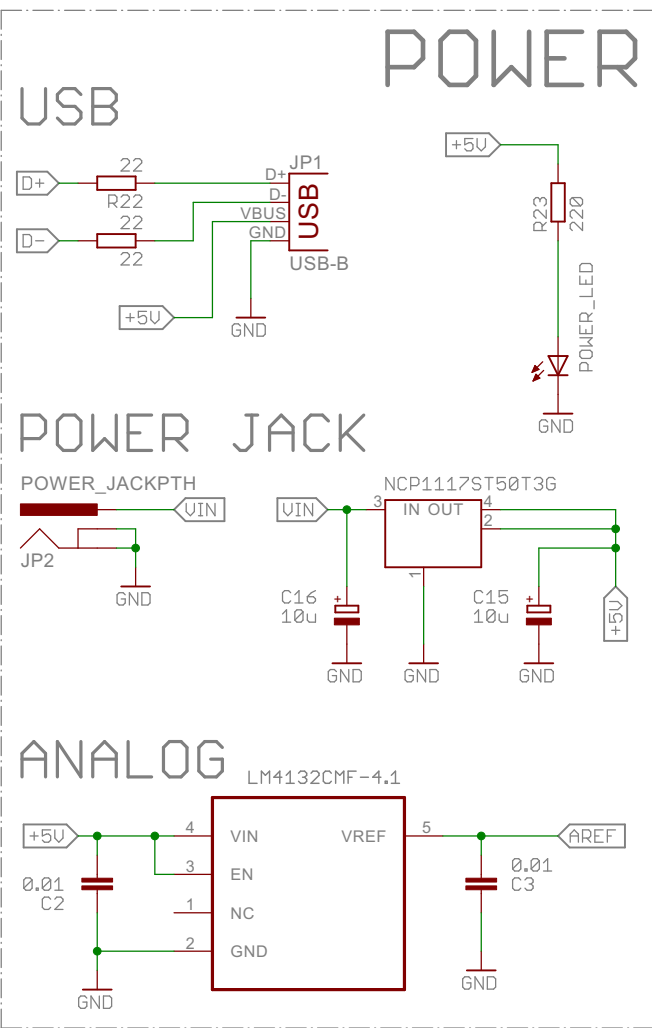 POWER
USB
+5V
22
JP1
D+
D+
R22
D-
USB
R23
220
22
VBUS
D-
GND
22
USB-B
+5V
GND
POWER_LED
GND
POWER JACK
POWER_JACKPTH
NCP1117ST50T3G
VIN
VIN
3
IN OUT
4
2
JP2
1
GND
C16
10u
+
C15
10u
+
+5V
GND
GND
GND
ANALOG
LM4132CMF-4.1
+5V
4
VIN
VREF
5
AREF
3
EN
0.01
C2
0.01
C3
1
NC
2
GND
GND
GND